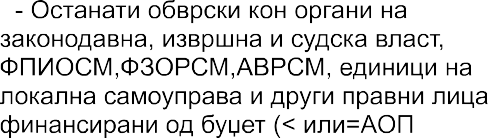 - Останати обврски кон органи на
законодавна, извршна и судска власт,
ФПИОСМ,ФЗОРСМ,АВРСМ, единици на
локална самоуправа и други правни лица
финансирани од буџет (< или=АОП